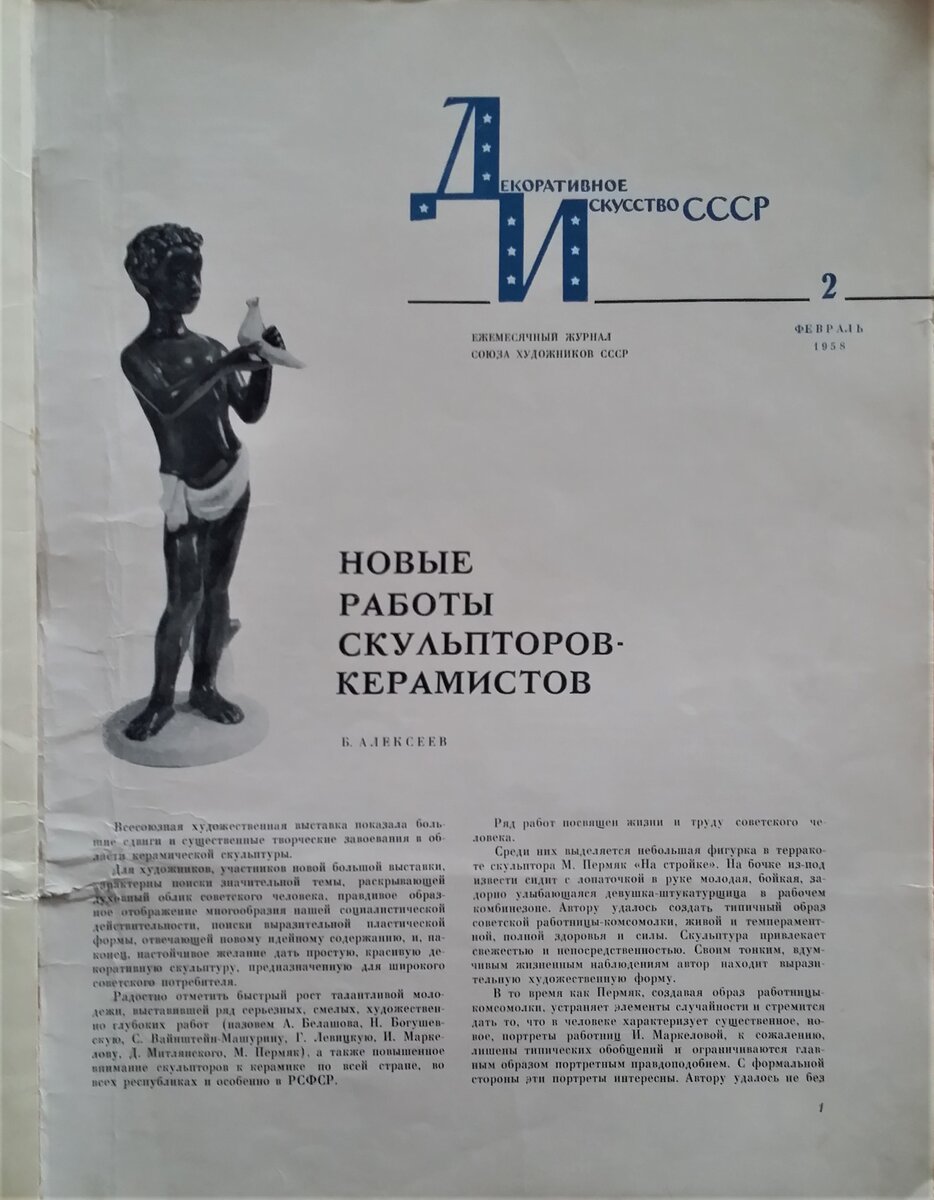 ДЕКОРАТИВНОЕ
ИСКУССТВО СССР
2
ЕЖЕМЕСЯЧНЫЙ ЖУРНАЛ
СОЮЗА ХУДОЖНИКОВ СССР
ФЕВРАЛЬ
1958
НОВЫЕ
РАБОТЫ
СКУЛЬПТОРОВ-
КЕРАМИСТОВ
Б. АЛЕКСЕЕВ
Всесоюзная художественная выставка показала боль-
шие сдвиги и существенные творческие завоевания в об-
ласти керамической скульптуры.
Для художников, участников новой большой выставки,
характерны поиски значительной темы, раскрывающей
духовный облик советского человека, правдивое образ-
ное отображение многообразия нашей социалистической
действительности, поиски выразительной пластической
формы, отвечающей новому идейному содержанию, и, на-
конец, настойчивое желание дать простую, красивую де-
коративную скульптуру, предназначенную для широкого
советского потребителя.
Радостно отметить быстрый рост талантливой моло-
дежи, выставившей ряд серьезных, смелых, художествен-
но глубоких работ (назовем А. Белашова, Н. Богушев-
скую, С. Вайнштейн-Машурину, Г. Левицкую, И. Марке-
лову, Д. Митлянского, М. Пермяк), а также повышенное
внимание скульпторов к керамике по всей стране, во
всех республиках и особенно в РСФСР.
Ряд работ посвящен жизни и труду советского че-
ловека.
Среди них выделяется небольшая фигурка в террако-
те скульптора М. Пермяк «На стройке». На бочке из-под
извести сидит с лопаточкой в руке молодая, бойкая, за-
дорно улыбающаяся девушка-штукатурщица в рабочем
комбинезоне. Автору удалось создать типичный образ
советской работницы-комсомолки, живой и темперамент-
ной, полной здоровья и силы. Скульптура привлекает
свежестью и непосредственностью. Своим тонким, вдум-
чивым жизненным наблюдениям автор находит вырази-
тельную художественную форму.
В то время как Пермяк, создавая образ работницы-
комсомолки, устраняет элементы случайности и стремится
дать то, что в человеке характеризует существенное, но-
вое, портреты работниц И. Маркеловой, к сожалению,
лишены типических обобщений и ограничиваются глав-
ным образом портретным правдоподобием. С формальной
стороны эти портреты интересны. Автору удалось не без
1